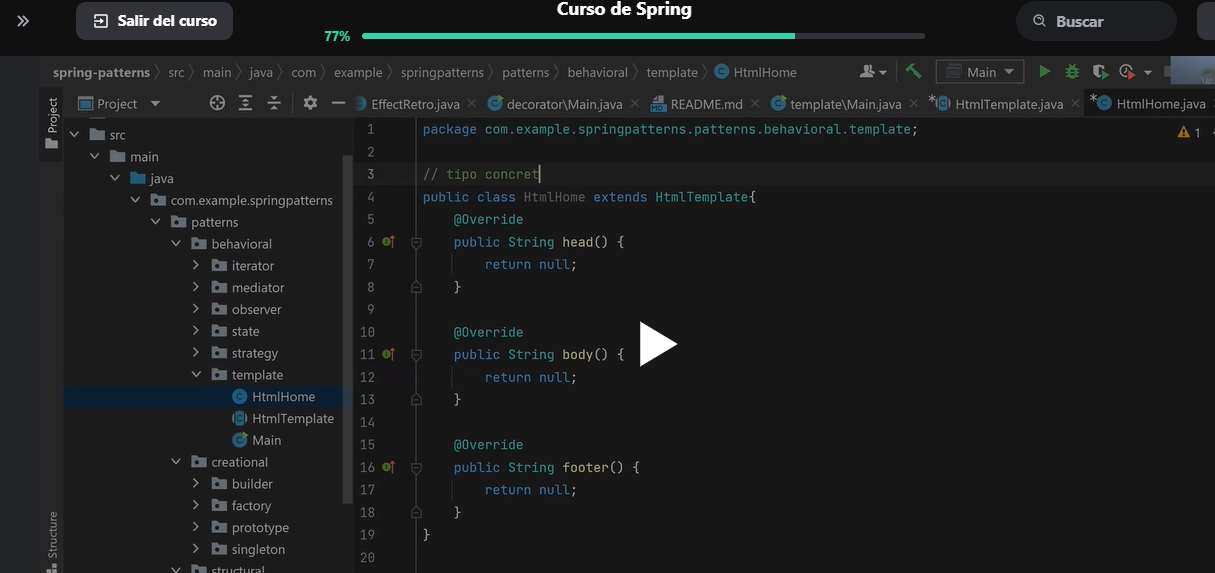 Salir del curso
Curso de Spring
77%
Buscar
spring-patterns
src
main
java
com
example
springpatterns
patterns
behavioral
template
HtmlHome
Main
Project
Project
EffectRetro.java
decorator\Main.java
README.md
template\Main.java
HtmlTemplate.java
HtmlHome.java
src
main
java
com.example.springpatterns
patterns
behavioral
iterator
mediator
observer
state
strategy
template
HtmlHome
HtmlTemplate
Main
creational
builder
factory
prototype
singleton
structural
Structure
1 package com.example.springpatterns.patterns.behavioral.template;
2
3 // tipo concret
4 public class HtmlHome extends HtmlTemplate{
5 @Override
6 public String head() {
7 return null;
8 }
9
10 @Override
11 public String body() {
12 return null;
13 }
14
15 @Override
16 public String footer() {
17 return null;
18 }
19 }
20
1